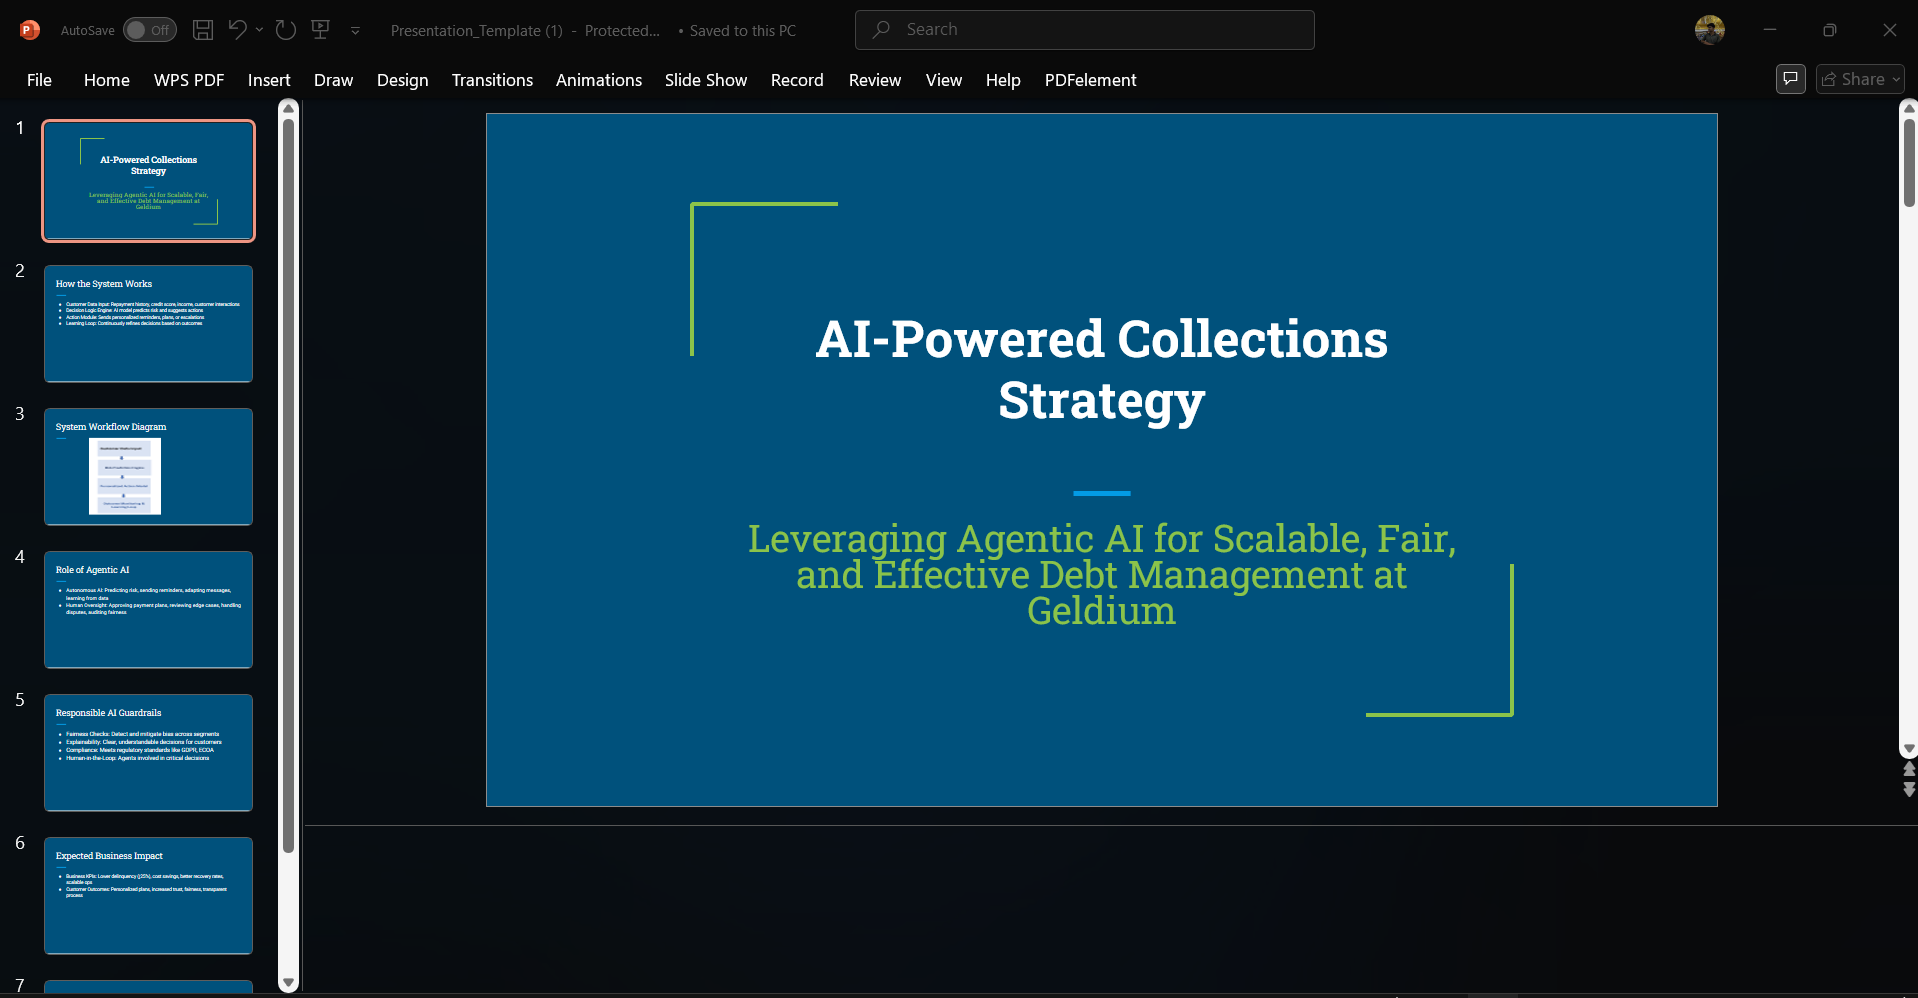 AutoSave Off Presentation_Template (1) - Protected... • Saved to this PC Search
File Home WPS PDF Insert Draw Design Transitions Animations Slide Show Record Review View Help PDFelement Share
1
AI-Powered Collections
Strategy
Leveraging Agentic AI for Scalable, Fair,
and Effective Debt Management at
Geldium
2
How the System Works
Customer Data Input: Repayment history, credit score, income, customer interactions
Decision Logic Engine: AI model predicts risk and suggests actions
Action Module: Sends personalized reminders, plans, or escalations
Learning Loop: Continuously refines decisions based on outcomes
3
System Workflow Diagram
4
Role of Agentic AI
Autonomous AI: Predicting risk, sending reminders, adapting messages,
learning from data
Human Oversight: Approving payment plans, reviewing edge cases, handling
disputes, auditing fairness
5
Responsible AI Guardrails
Fairness Checks: Detect and mitigate bias across segments
Explainability: Clear, understandable decisions for customers
Compliance: Meets regulatory standards like GDPR, ECOA
Human-in-the-Loop: Agents involved in critical decisions
6
Expected Business Impact
Business KPIs: Lower delinquency cost savings, better recovery rates,
scalable ops
Customer Outcomes: Personalized plans, increased trust, fairness, transparent
process
7
AI-Powered Collections
Strategy
Leveraging Agentic AI for Scalable, Fair,
and Effective Debt Management at
Geldium